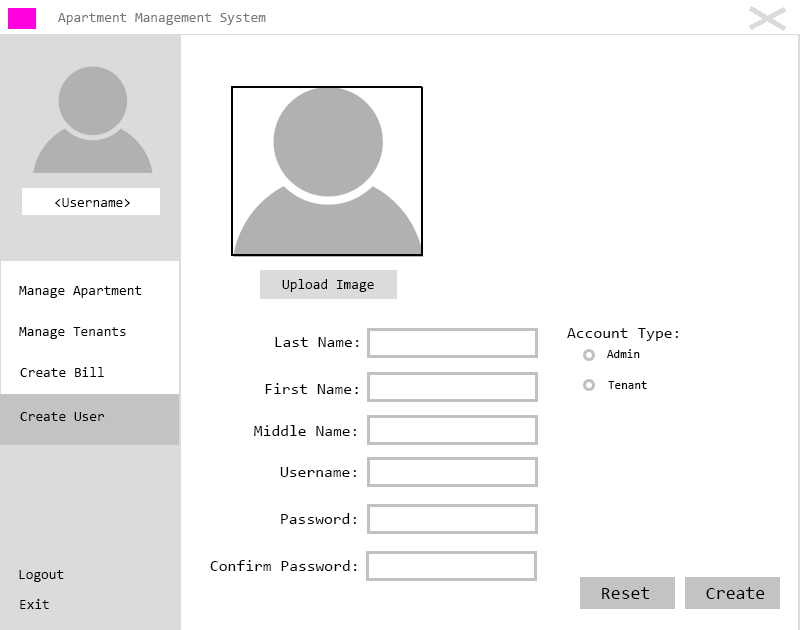 Apartment Management System
<Username>
Manage Apartment
Manage Tenants
Create Bill
Create User
Logout
Exit
Upload Image
Last Name:
First Name:
Middle Name:
Username:
Password:
Confirm Password:
Account Type:
Admin
Tenant
Reset
Create